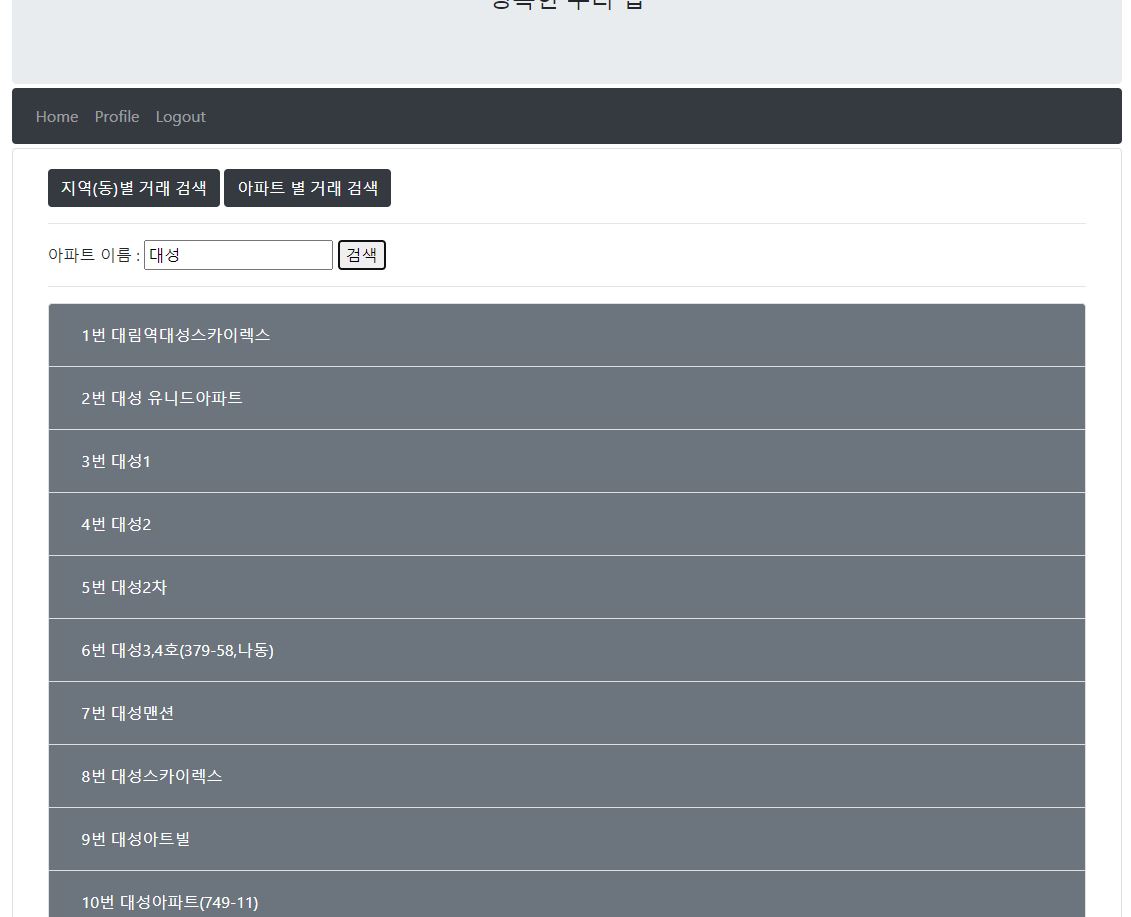 Home Profile Logout
지역(동)별 거래 검색 아파트 별 거래 검색
아파트 이름 : 대성 검색
1번 대림역대성스카이렉스
2번 대성 유니드아파트
3번 대성1
4번 대성2
5번 대성2차
6번 대성3,4호(379-58,나동)
7번 대성맨션
8번 대성스카이렉스
9번 대성아트빌
10번 대성아파트(749-11)